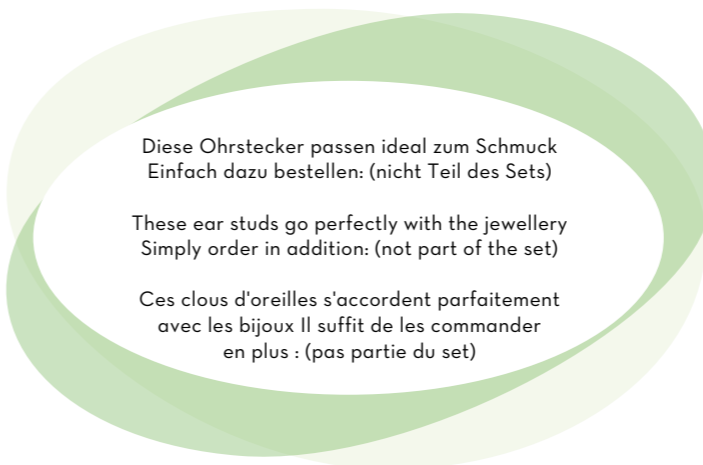 Diese Ohrstecker passen ideal zum Schmuck
Einfach dazu bestellen: (nicht Teil des Sets)
These ear studs go perfectly with the jewellery
Simply order in addition: (not part of the set)
Ces clous d'oreilles s'accordent parfaitement
avec les bijoux Il suffit de les commander
en plus : (pas partie du set)